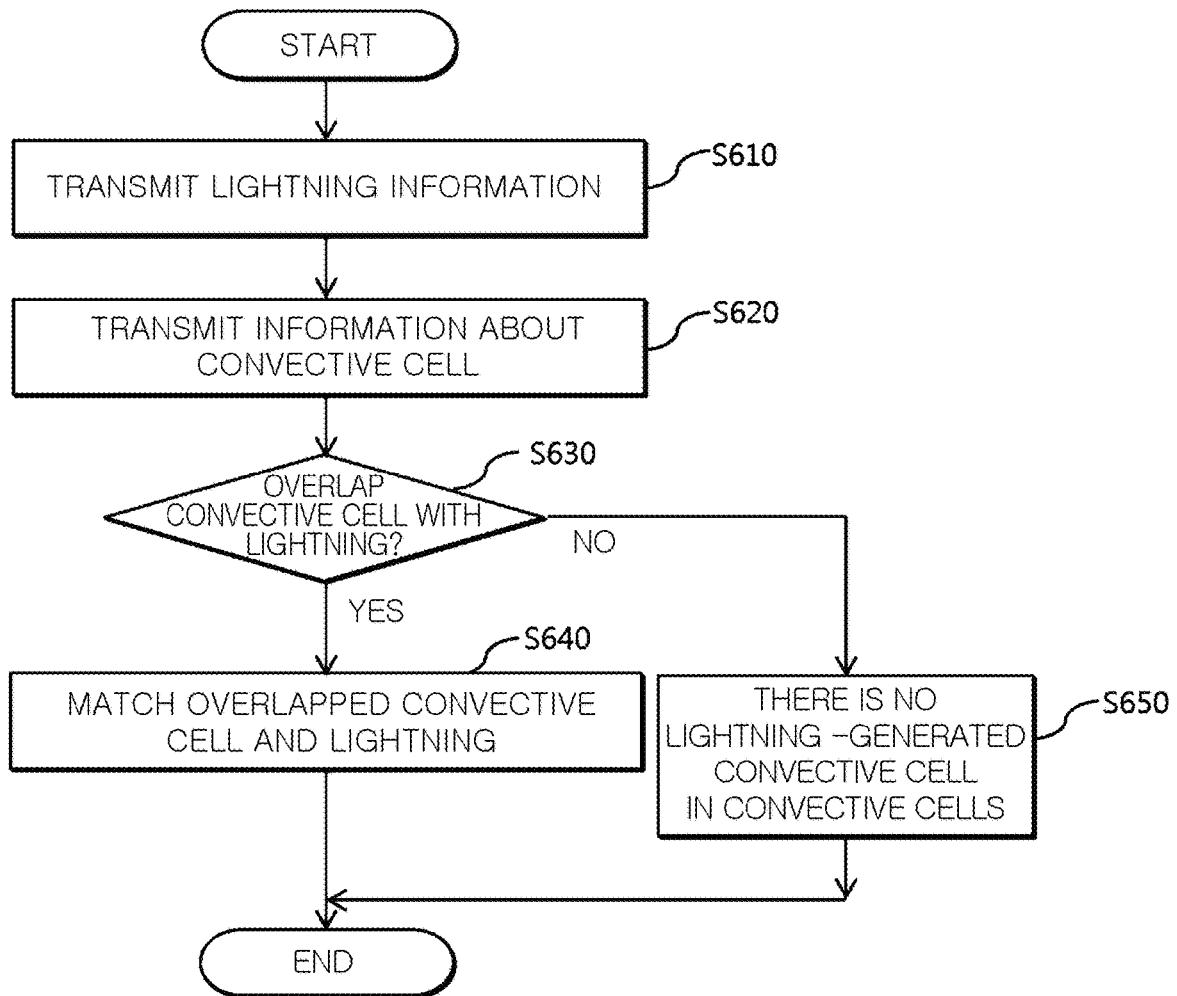 START
TRANSMIT LIGHTNING INFORMATION
S610
TRANSMIT INFORMATION ABOUT
CONVECTIVE CELL
S620
OVERLAP
CONVECTIVE CELL WITH
LIGHTNING?
S630
NO
YES
MATCH OVERLAPPED CONVECTIVE
CELL AND LIGHTNING
S640
THERE IS NO
LIGHTNING -GENERATED
CONVECTIVE CELL
IN CONVECTIVE CELLS
S650
END